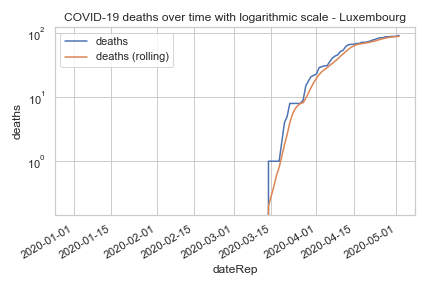 COVID-19 deaths over time with logarithmic scale - Luxembourg
deaths
deaths (rolling)
10²
10¹
10⁰
deaths
2020-01-01
2020-01-15
2020-02-01
2020-02-15
2020-03-01
2020-03-15
2020-04-01
2020-04-15
2020-05-01
dateRep